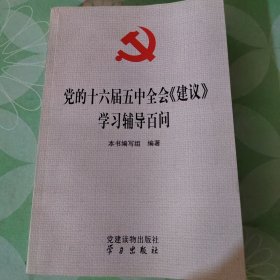 党的十六届五中全会《建议》
学习辅导百问
本书编写组 编著
党建读物出版社
学习出版社